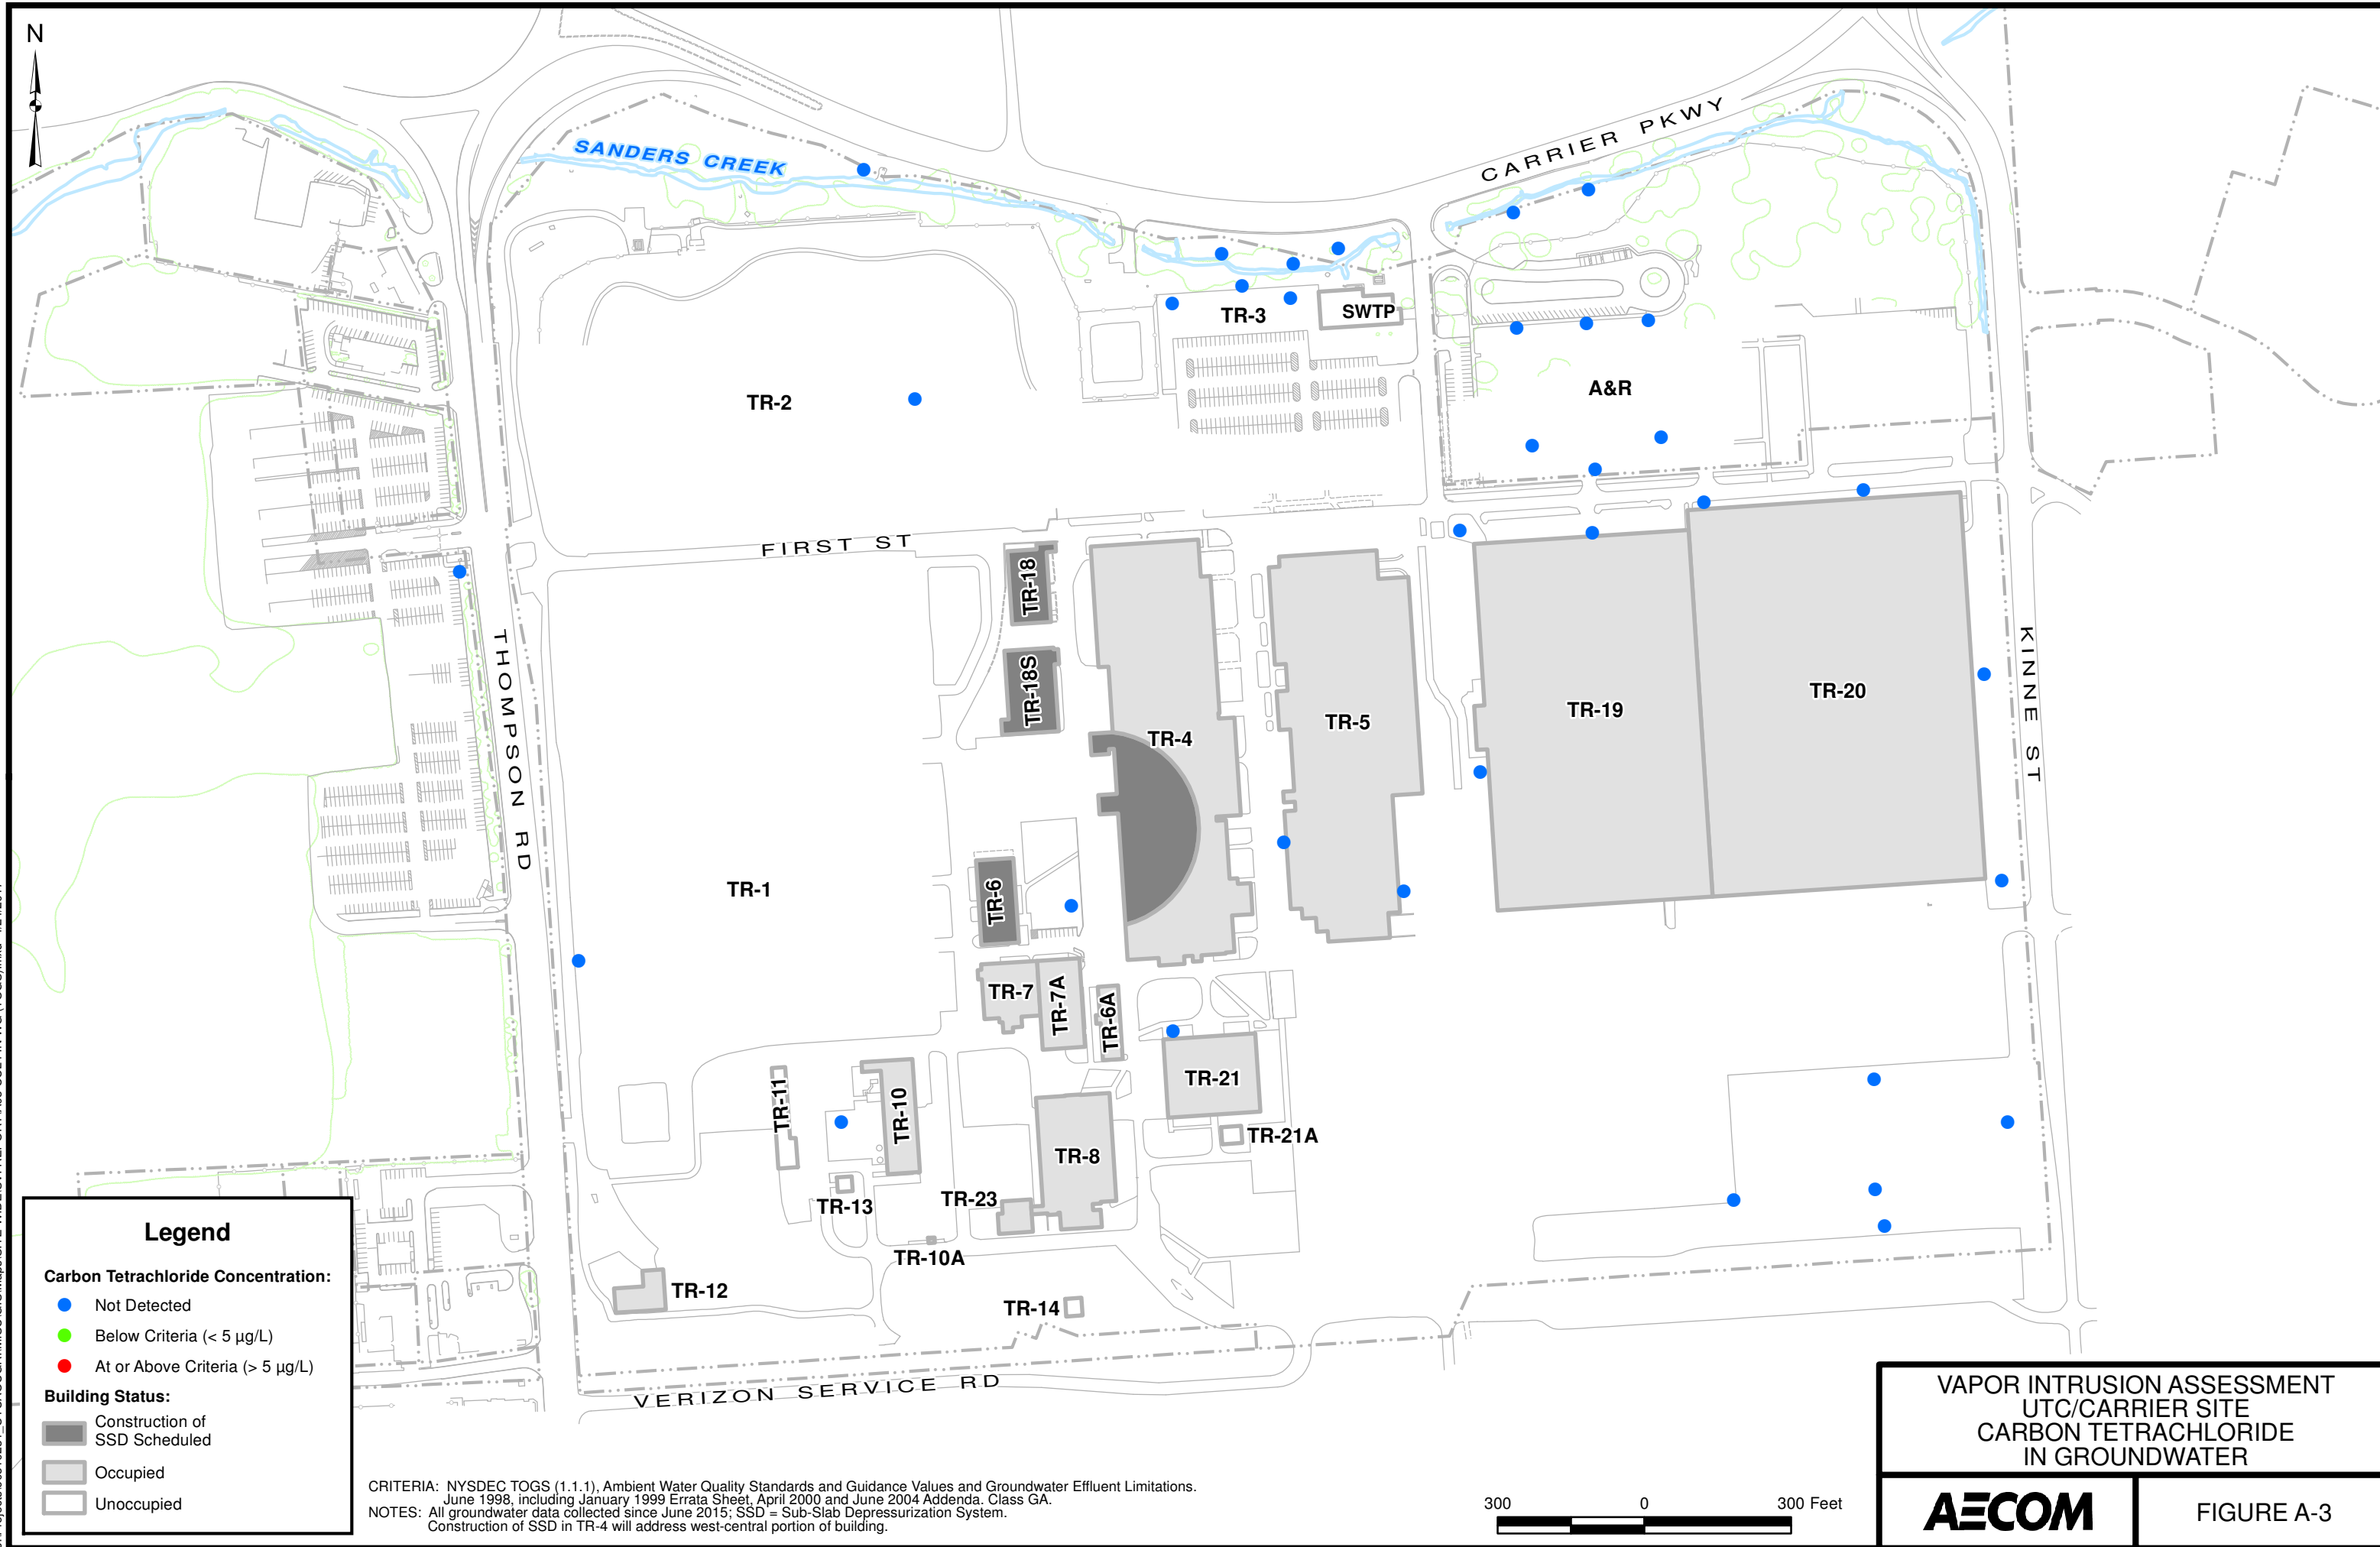 N
SANDERS CREEK
CARRIER PKWY
TR-3
SWTP
TR-2
A&R
FIRST ST
TR-18
TR-18S
THOMPSON RD
TR-4
TR-5
TR-19
TR-20
KINNE ST
TR-1
TR-6
TR-7
TR-7A
TR-6A
TR-11
TR-10
TR-21
TR-21A
TR-8
TR-13
TR-23
TR-10A
TR-12
TR-14
VERIZON SERVICE RD
Legend
Carbon Tetrachloride Concentration:
Not Detected
Below Criteria (< 5 µg/L)
At or Above Criteria (> 5 µg/L)
Building Status:
Construction of
SSD Scheduled
Occupied
Unoccupied
CRITERIA: NYSDEC TOGS (1.1.1), Ambient Water Quality Standards and Guidance Values and Groundwater Effluent Limitations.
June 1998, including January 1999 Errata Sheet, April 2000 and June 2004 Addenda. Class GA.
NOTES: All groundwater data collected since June 2015; SSD = Sub-Slab Depressurization System.
Construction of SSD in TR-4 will address west-central portion of building.
300 0 300 Feet
VAPOR INTRUSION ASSESSMENT
UTC/CARRIER SITE
CARBON TETRACHLORIDE
IN GROUNDWATER
AECOM
FIGURE A-3